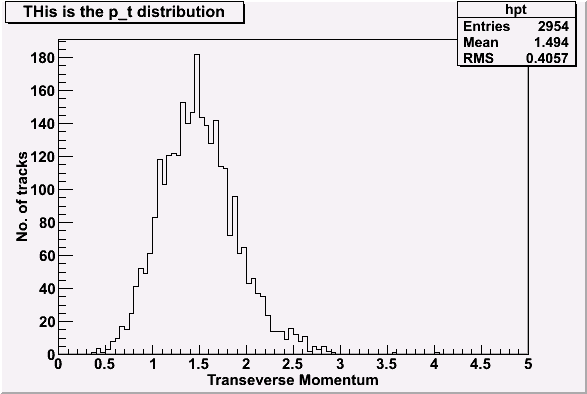 THis is the p_t distribution
hpt
Entries 2954
Mean 1.494
RMS 0.4057
No. of tracks
180
160
140
120
100
80
60
40
20
0
0 0.5 1 1.5 2 2.5 3 3.5 4 4.5 5
Transeverse Momentum